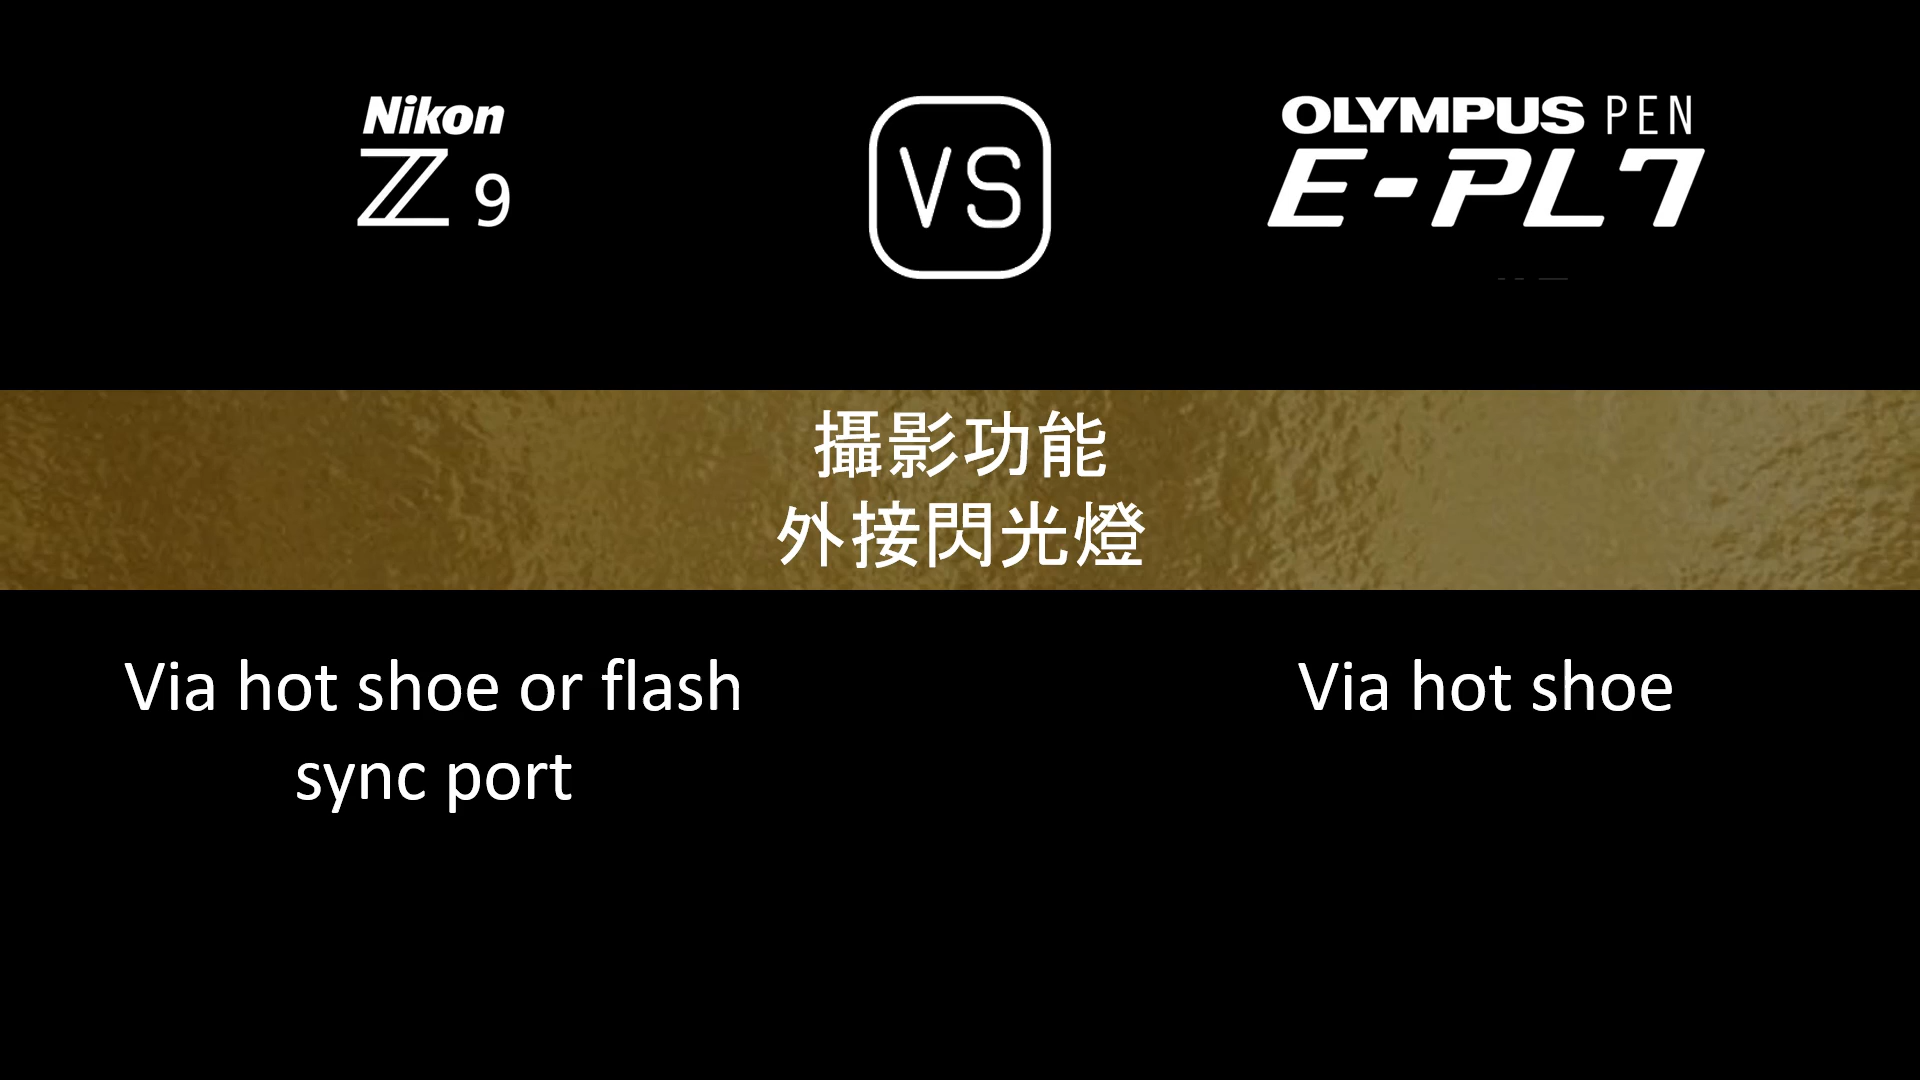 Nikon
Z 9
VS
OLYMPUS PEN
E-PL7
攝影功能
外接閃光燈
Via hot shoe or flash
sync port
Via hot shoe